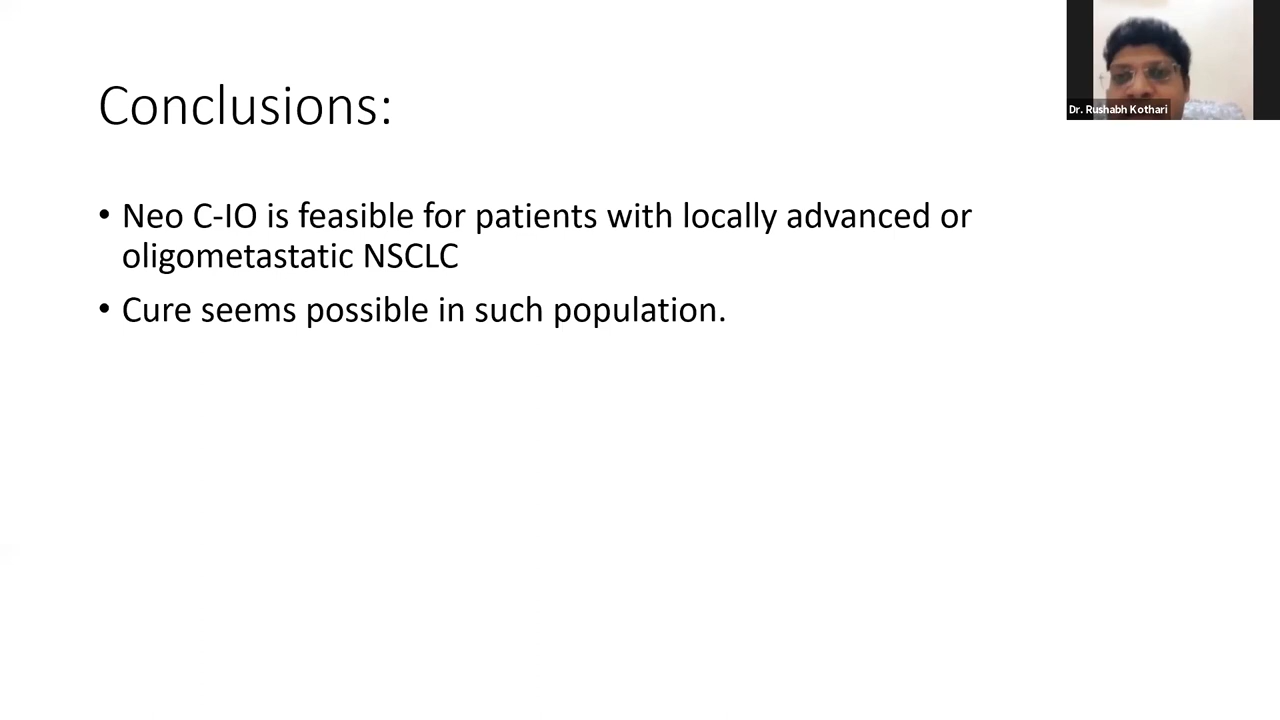 Dr. Rushabh Kothari
Conclusions:
• Neo C-IO is feasible for patients with locally advanced or
oligometastatic NSCLC
• Cure seems possible in such population.